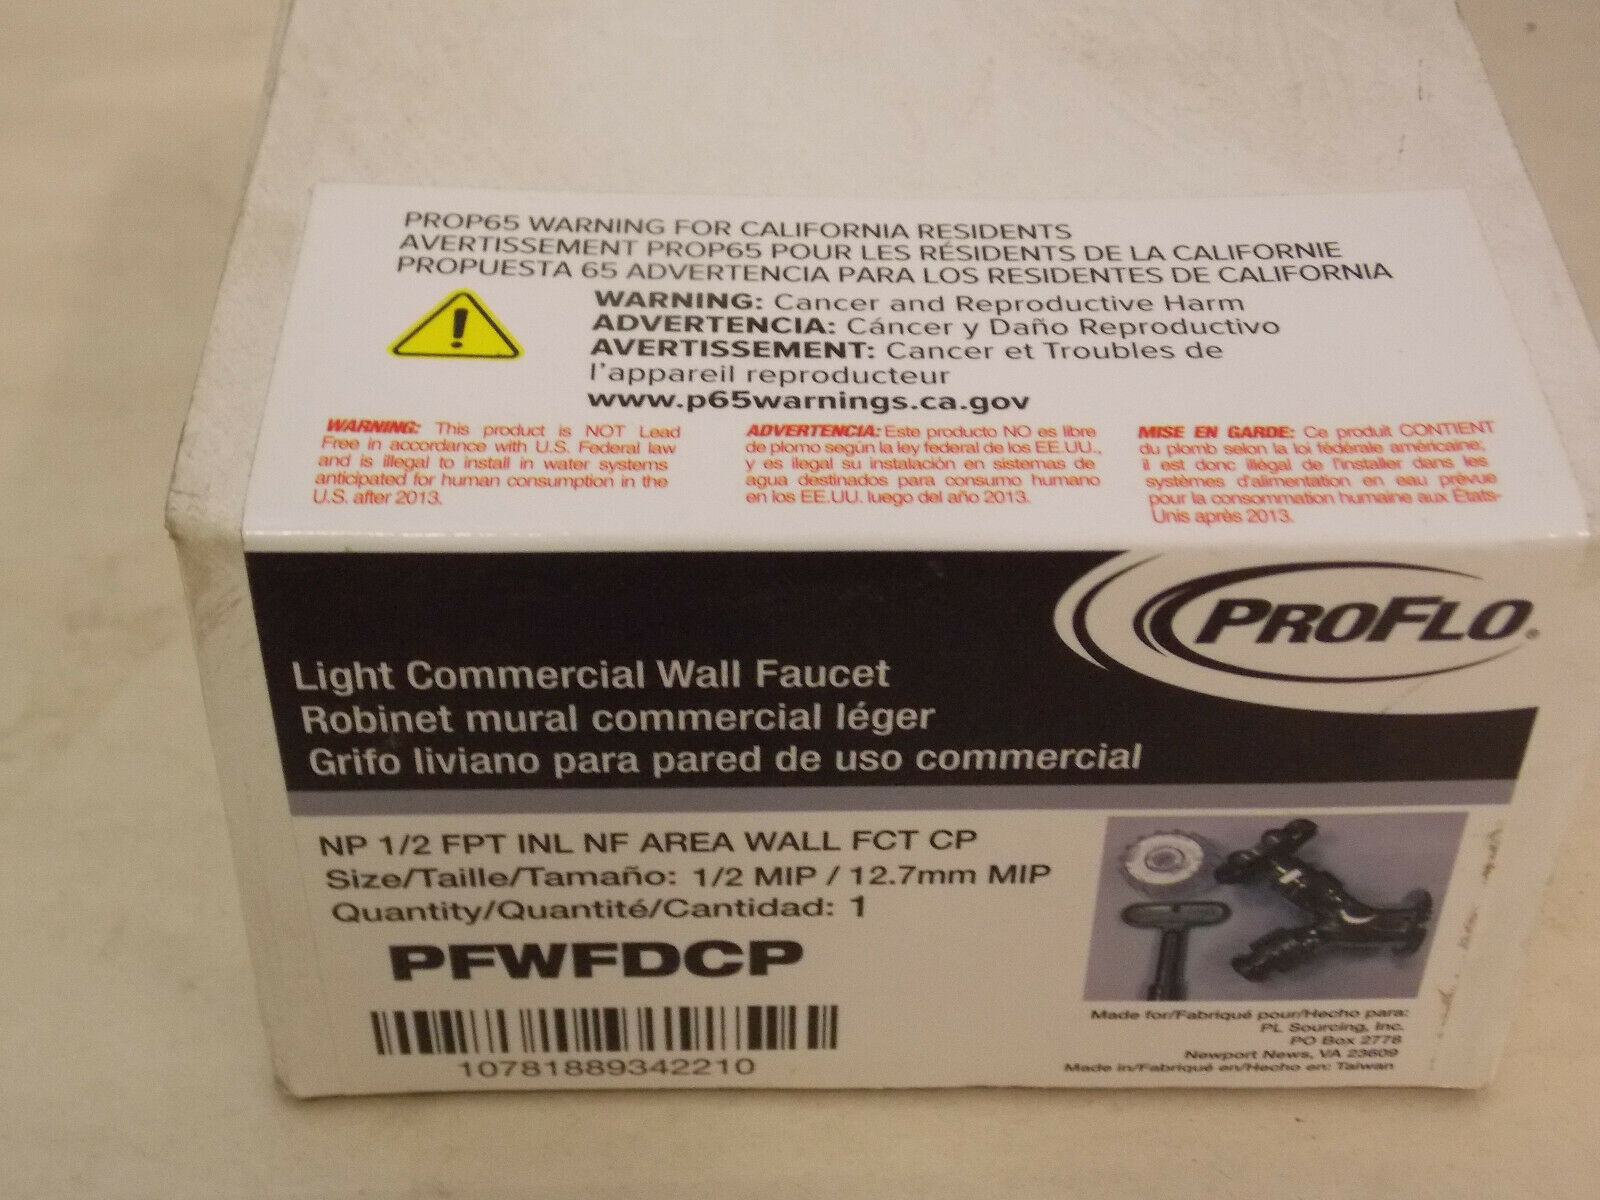 PROP65 WARNING FOR CALIFORNIA RESIDENTS
AVERTISSEMENT PROP65 POUR LES RÉSIDENTS DE LA CALIFORNIE
PROPUESTA 65 ADVERTENCIA PARA LOS RESIDENTES DE CALIFORNIA
WARNING: Cancer and Reproductive Harm
ADVERTENCIA: Cáncer y Daño Reproductivo
AVERTISSEMENT: Cancer et Troubles de
l'appareil reproducteur
www.p65warnings.ca.gov
WARNING: This product is NOT Lead
Free in accordance with U.S. Federal law
and is illegal to install in water systems
anticipated for human consumption in the
U.S. after 2013.
ADVERTENCIA: Este producto NO es libre
de plomo según la ley federal de los EE.UU.,
y es ilegal su instalación en sistemas de
agua destinados para consumo humano
en los EE.UU. luego del año 2013.
MISE EN GARDE: Ce produit CONTIENT
du plomb selon la loi fédérale américaine;
il est donc illégal de l'installer dans les
systèmes d'alimentation en eau prévue
pour la consommation humaine aux États-
Unis après 2013.
PROFLO®
Light Commercial Wall Faucet
Robinet mural commercial léger
Grifo liviano para pared de uso commercial
NP 1/2 FPT INL NF AREA WALL FCT CP
Size/Taille/Tamaño: 1/2 MIP / 12.7mm MIP
Quantity/Quantité/Cantidad: 1
PFWFDCP
10781889342210
Made for/Fabriqué pour/Hecho para:
PL Sourcing, Inc.
PO Box 2778
Newport News, VA 23609
Made in/Fabriqué en/Hecho en: Taiwan